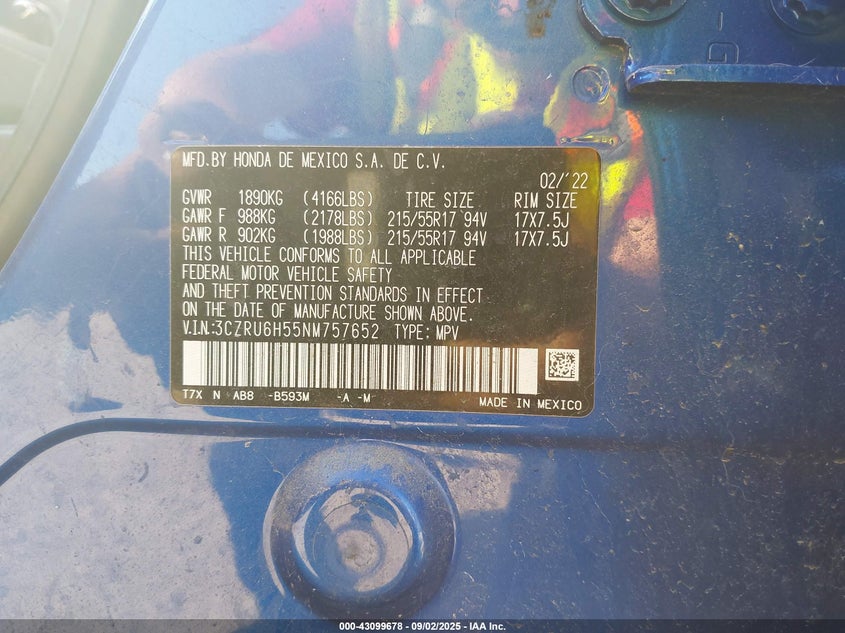 MFD.BY HONDA DE MEXICO S.A. DE C.V.
02/'22
GVWR 1890KG (4166LBS) TIRE SIZE RIM SIZE
GAWR F 988KG (2178LBS) 215/55R17 94V 17X7.5J
GAWR R 902KG (1988LBS) 215/55R17 94V 17X7.5J
THIS VEHICLE CONFORMS TO ALL APPLICABLE
FEDERAL MOTOR VEHICLE SAFETY
AND THEFT PREVENTION STANDARDS IN EFFECT
ON THE DATE OF MANUFACTURE SHOWN ABOVE.
V.I.N.:3CZRU6H55NM757652 TYPE: MPV
T7X N AB8 -B593M -A -M MADE IN MEXICO
000-43099678 - 09/02/2025 - IAA Inc.